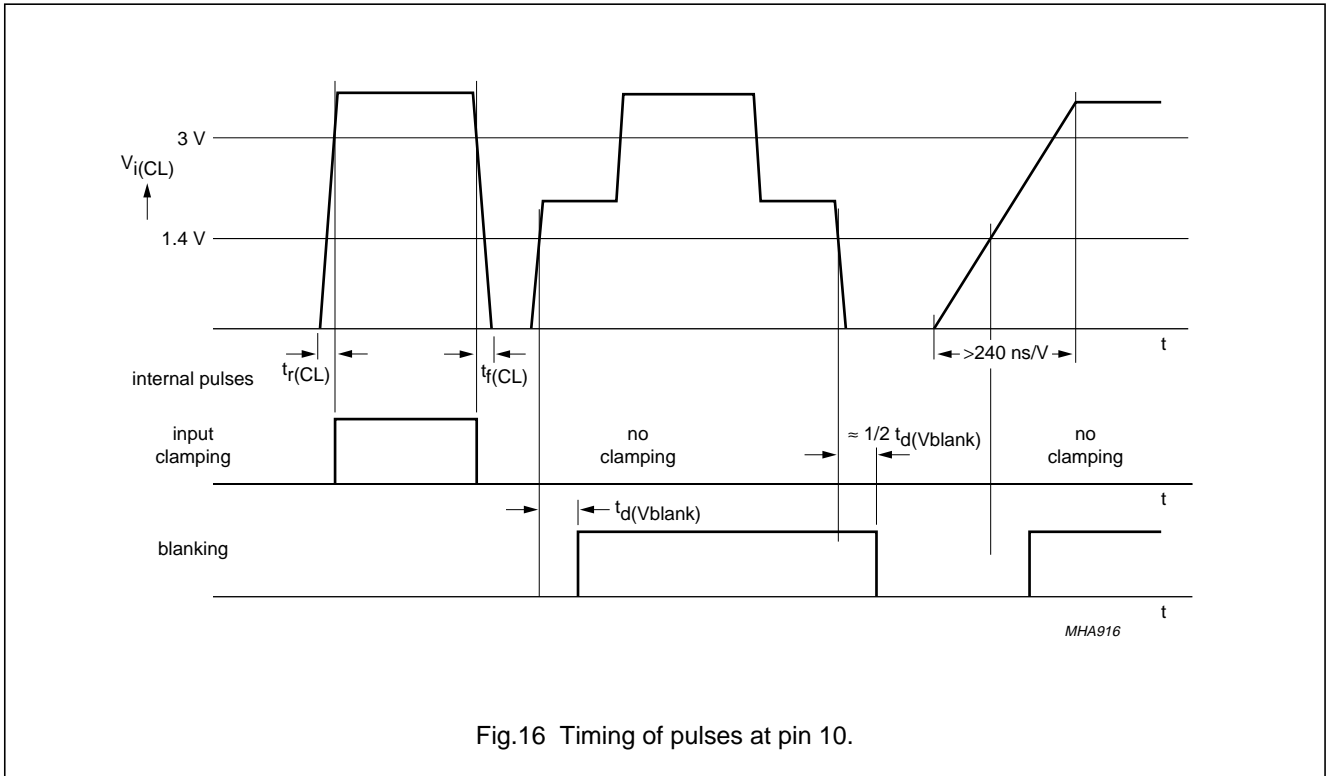 3 V
Vi(CL)
1.4 V
t
>240 ns/V
tr(CL)
tf(CL)
internal pulses
input
clamping
no
clamping
≈ 1/2 td(Vblank)
no
clamping
t
td(Vblank)
blanking
t
MHA916
Fig.16 Timing of pulses at pin 10.